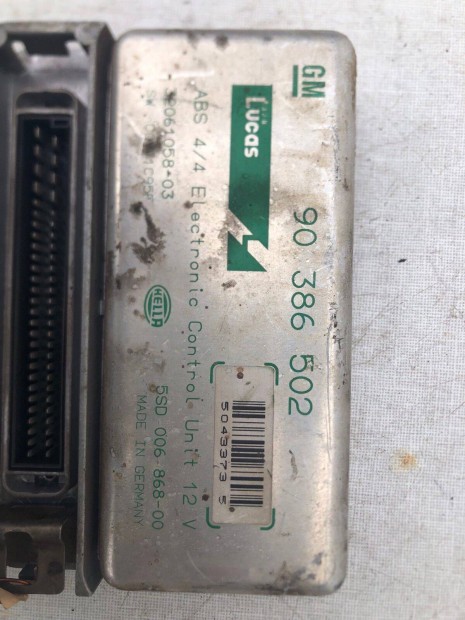 GM
Lucas
90 386 502
ABS 4/4 Electronic Control Unit 12 V
HELLA
5SD 006 868-00
MADE IN GERMANY
5043373 5